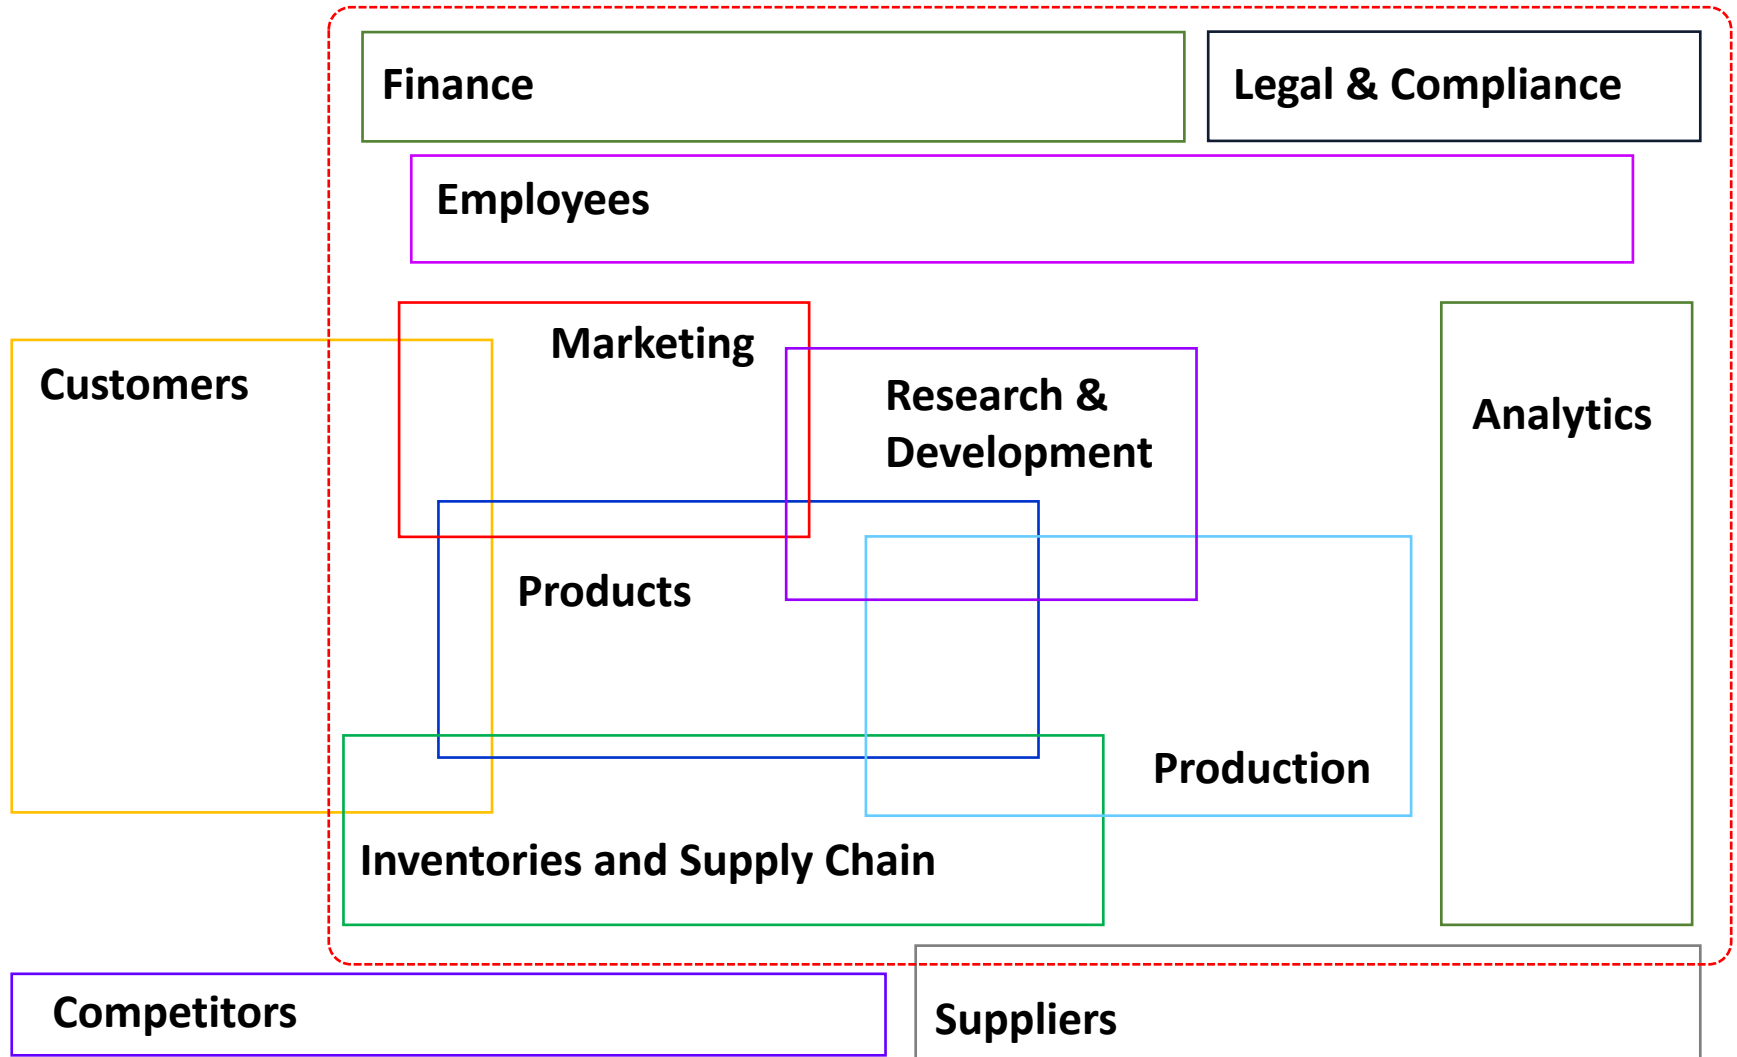 Finance
Legal & Compliance
Employees
Marketing
Customers
Research &
Development
Analytics
Products
Production
Inventories and Supply Chain
Competitors
Suppliers